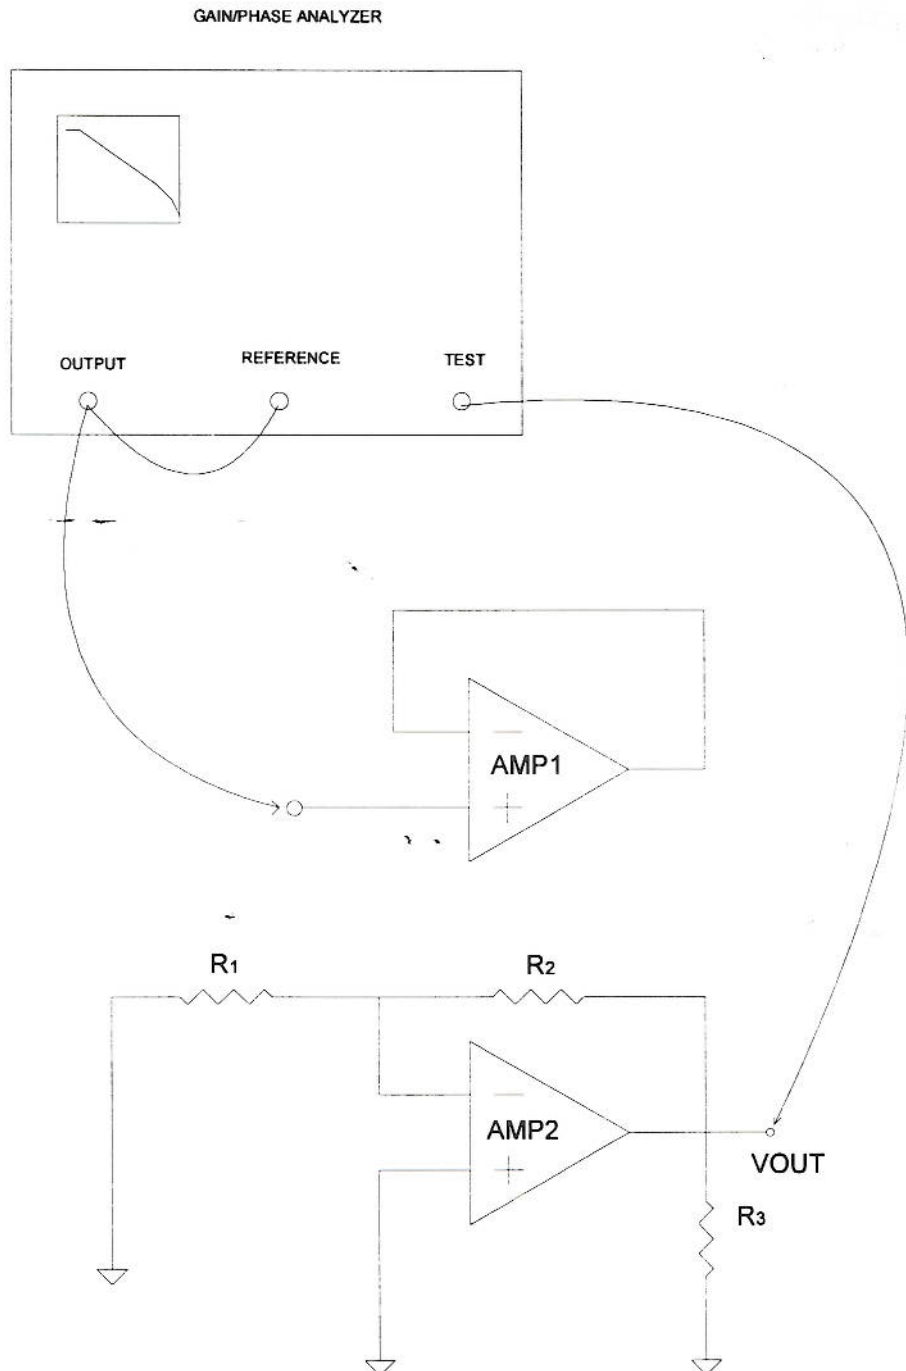 GAIN/PHASE ANALYZER
OUTPUT
REFERENCE
TEST
AMP1
R1
R2
AMP2
VOUT
R3